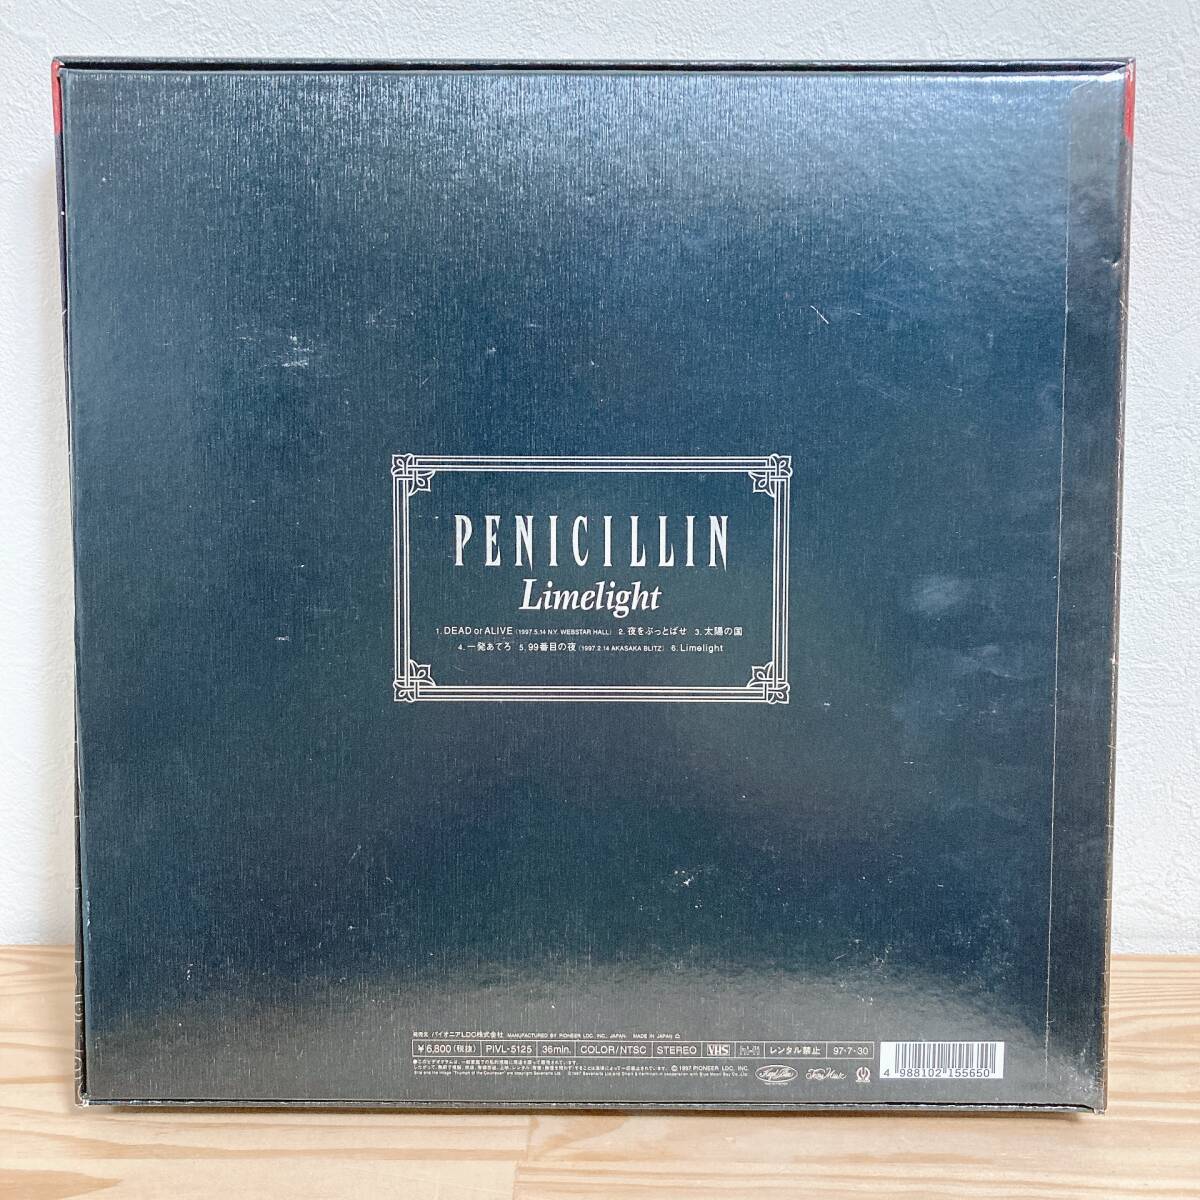 PENICILLIN
Limelight
1. DEAD or ALIVE (1997.5.14 N.Y. WEBSTAR HALL) 2. 夜をぶっとばせ 3. 太陽の国
4. 一発あてろ 5. 99番目の夜 (1997.2.14 AKASAKA BLITZ) 6. Limelight
発売元 パイオニアLDC株式会社 MANUFACTURED BY PIONEER LDC, INC., JAPAN MADE IN JAPAN
¥6,800(税抜) PIVL-5125 36min. COLOR/NTSC STEREO VHS hi-fi レンタル禁止 97・7・30
© 1997 PIONEER LDC, INC.
4 988102 155650